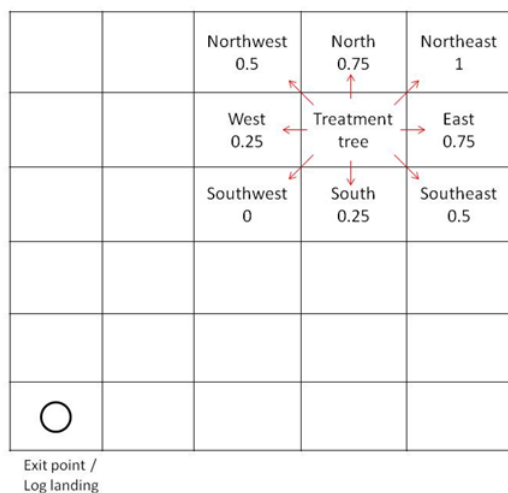 Northwest
0.5
North
0.75
Northeast
1
West
0.25
Treatment
tree
East
0.75
Southwest
0
South
0.25
Southeast
0.5
Exit point /
Log landing